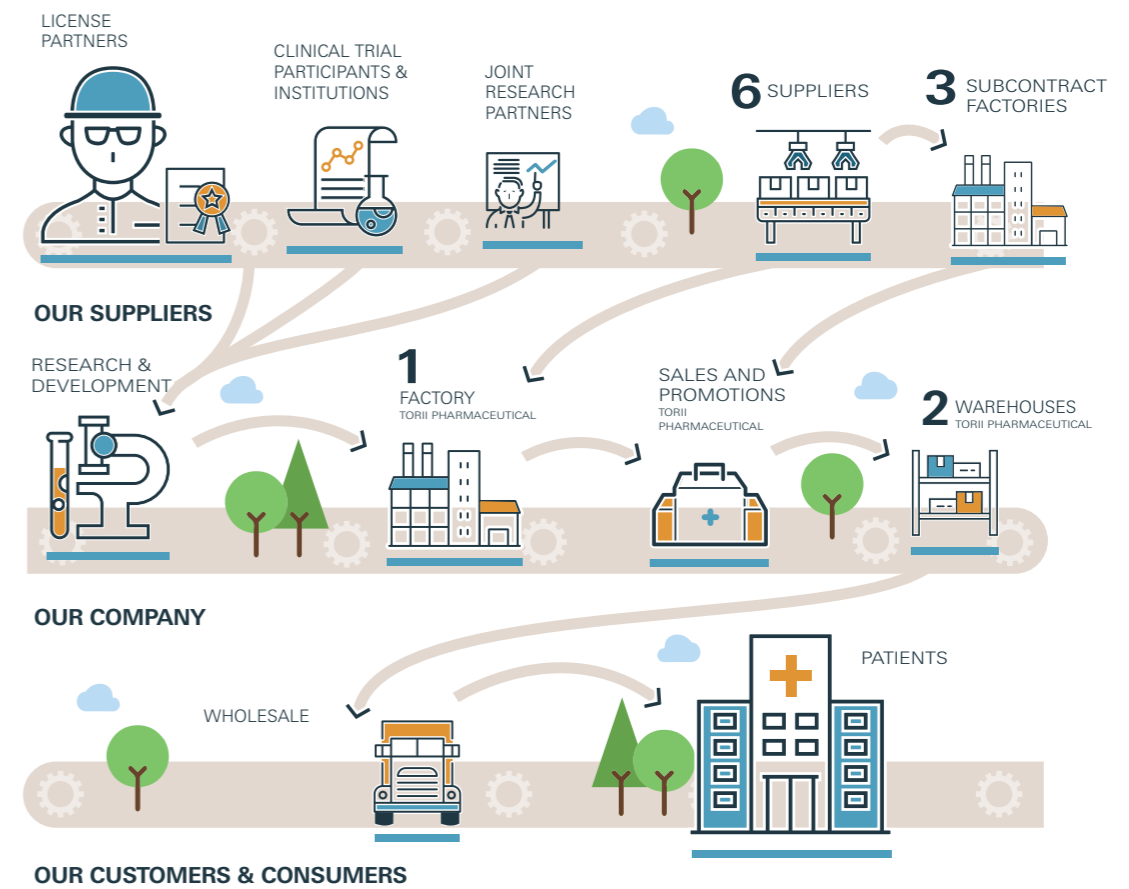 LICENSE
PARTNERS
CLINICAL TRIAL
PARTICIPANTS &
INSTITUTIONS
JOINT
RESEARCH
PARTNERS
6 SUPPLIERS
3 SUBCONTRACT
FACTORIES
OUR SUPPLIERS
RESEARCH &
DEVELOPMENT
1
FACTORY
TORII PHARMACEUTICAL
SALES AND
PROMOTIONS
TORII
PHARMACEUTICAL
2 WAREHOUSES
TORII PHARMACEUTICAL
OUR COMPANY
WHOLESALE
PATIENTS
OUR CUSTOMERS & CONSUMERS